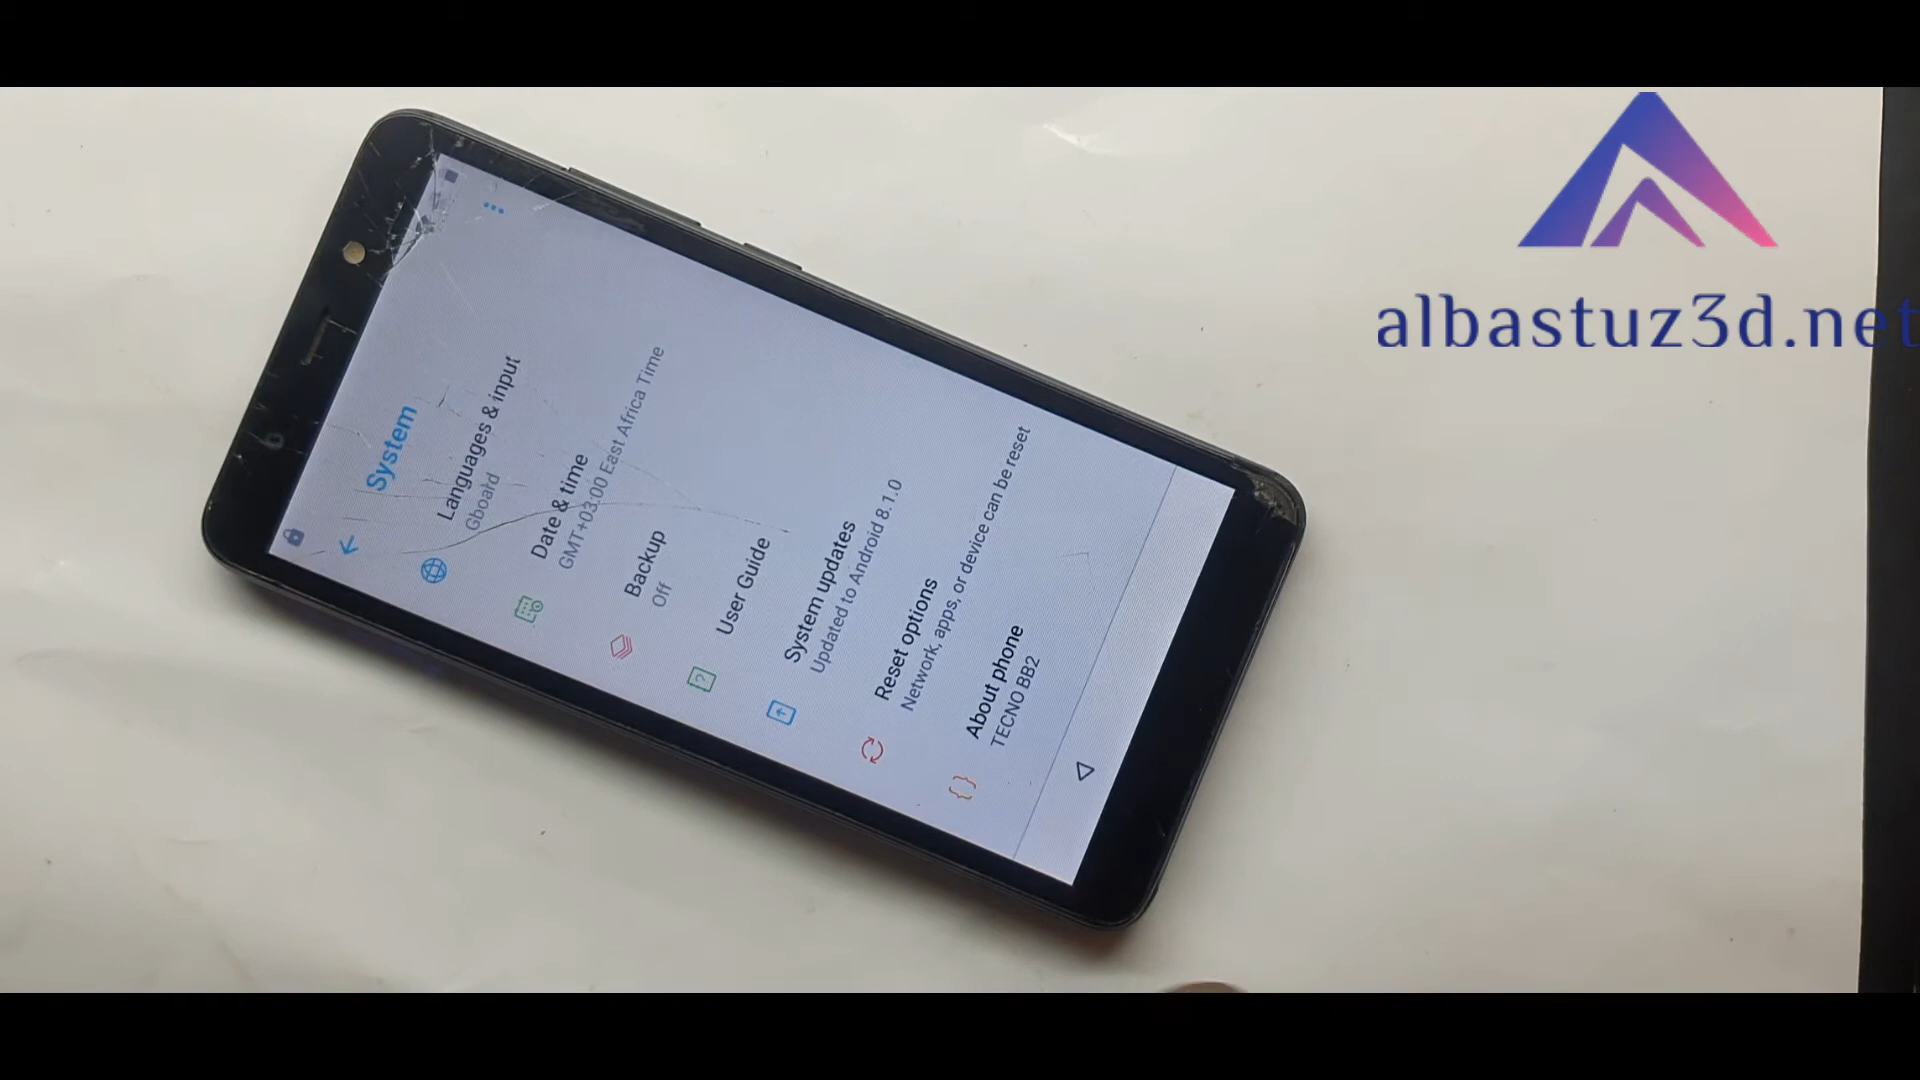 albastuz3d.net
System
Languages & input
Gboard
Date & time
GMT+03:00 East Africa Time
Backup
Off
User Guide
System updates
Updated to Android 8.1.0
Reset options
Network, apps, or device can be reset
About phone
TECNO BB2